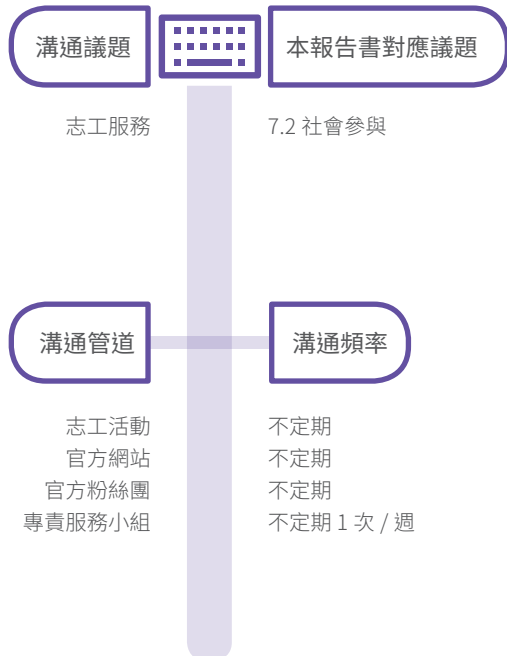 溝通議題
本報告書對應議題
志工服務
7.2 社會參與
溝通管道
溝通頻率
志工活動
不定期
官方網站
不定期
官方粉絲團
不定期
專責服務小組
不定期 1 次 / 週